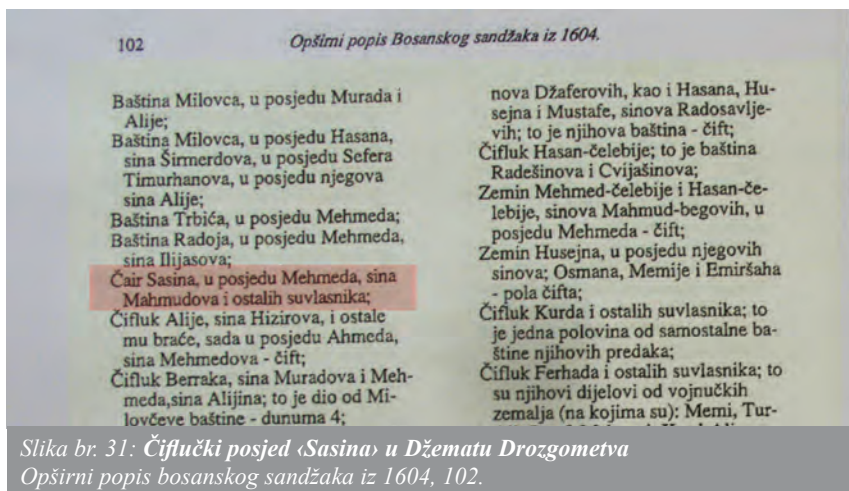 102
Opšimi popis Bosanskog sandžaka iz 1604.
Baština Milovca, u posjedu Murada i
Alije;
Baština Milovca, u posjedu Hasana,
sina Širmerdova, u posjedu Sefera
Timurhanova, u posjedu njegova
sina Alije;
Baština Trbića, u posjedu Mehmeda;
Baština Radoja, u posjedu Mehmeda,
sina Ilijasova;
Čair Sasina, u posjedu Mehmeda, sina
Mahmudova i ostalih suvlasnika;
Čifluk Alije, sina Hizirova, i ostale
mu braće, sada u posjedu Ahmeda,
sina Mehmedova - čift;
Čifluk Berraka, sina Muradova i Meh-
meda,sina Alijina; to je dio od Mi-
lovčeve baštine - dunuma 4;
nova Džaferovih, kao i Hasana, Hu-
sejna i Mustafe, sinova Radosavlje-
vih; to je njihova baština - čift;
Čifluk Hasan-čelebije; to je baština
Radešinova i Cvijašinova;
Zemin Mehmed-čelebije i Hasan-če-
lebije, sinova Mahmud-begovih, u
posjedu Mehmeda - čift;
Zemin Husejna, u posjedu njegovih
sinova; Osmana, Memije i Emiršaha
- pola čifta;
Čifluk Kurda i ostalih suvlasnika; to
je jedna polovina od samostalne ba-
štine njihovih predaka;
Čifluk Ferhada i ostalih suvlasnika; to
su njihovi dijelovi od vojnučkih
zemalja (na kojima su): Memi, Tur-
Slika br. 31: Čiflučki posjed ‹Sasina› u Džematu Drozgometva
Opširni popis bosanskog sandžaka iz 1604, 102.